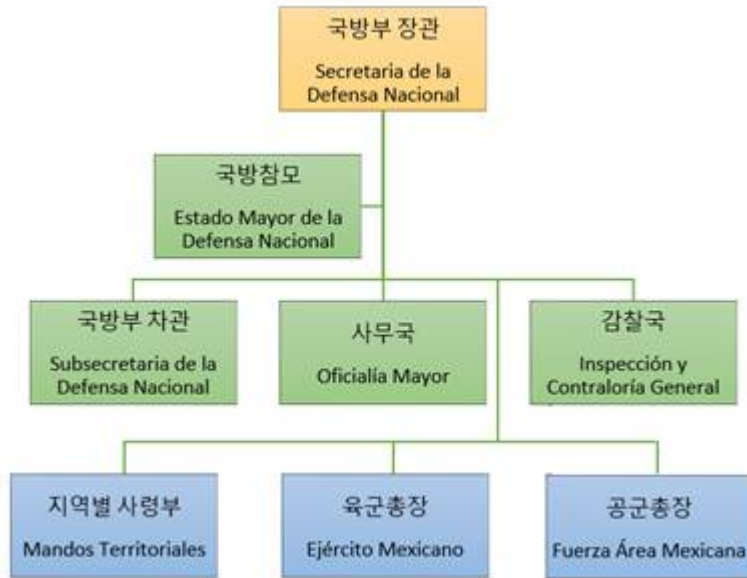 국방부 장관
Secretaria de la
Defensa Nacional
국방참모
Estado Mayor de la
Defensa Nacional
국방부 차관
Subsecretaria de la
Defensa Nacional
사무국
Oficialía Mayor
감찰국
Inspección y
Contraloría General
지역별 사령부
Mandos Territoriales
육군총장
Ejército Mexicano
공군총장
Fuerza Área Mexicana